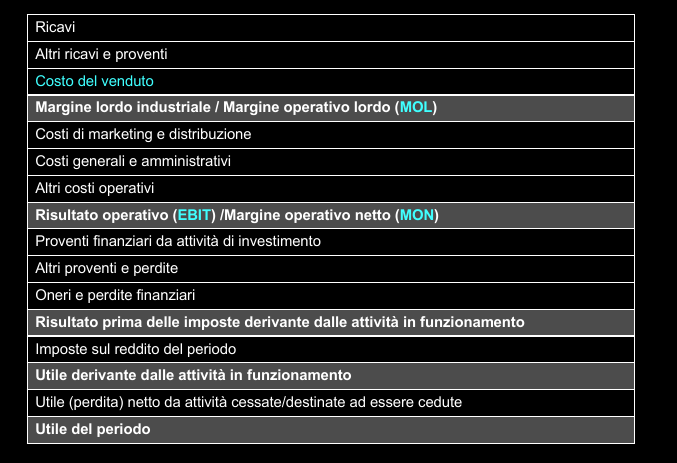 Ricavi
Altri ricavi e proventi
Costo del venduto
Margine lordo industriale / Margine operativo lordo (MOL)
Costi di marketing e distribuzione
Costi generali e amministrativi
Altri costi operativi
Risultato operativo (EBIT) /Margine operativo netto (MON)
Proventi finanziari da attività di investimento
Altri proventi e perdite
Oneri e perdite finanziari
Risultato prima delle imposte derivante dalle attività in funzionamento
Imposte sul reddito del periodo
Utile derivante dalle attività in funzionamento
Utile (perdita) netto da attività cessate/destinate ad essere cedute
Utile del periodo